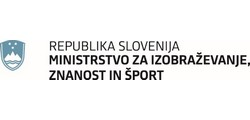 REPUBLIKA SLOVENIJA
MINISTRSTVO ZA IZOBRAŽEVANJE,
ZNANOST IN ŠPORT